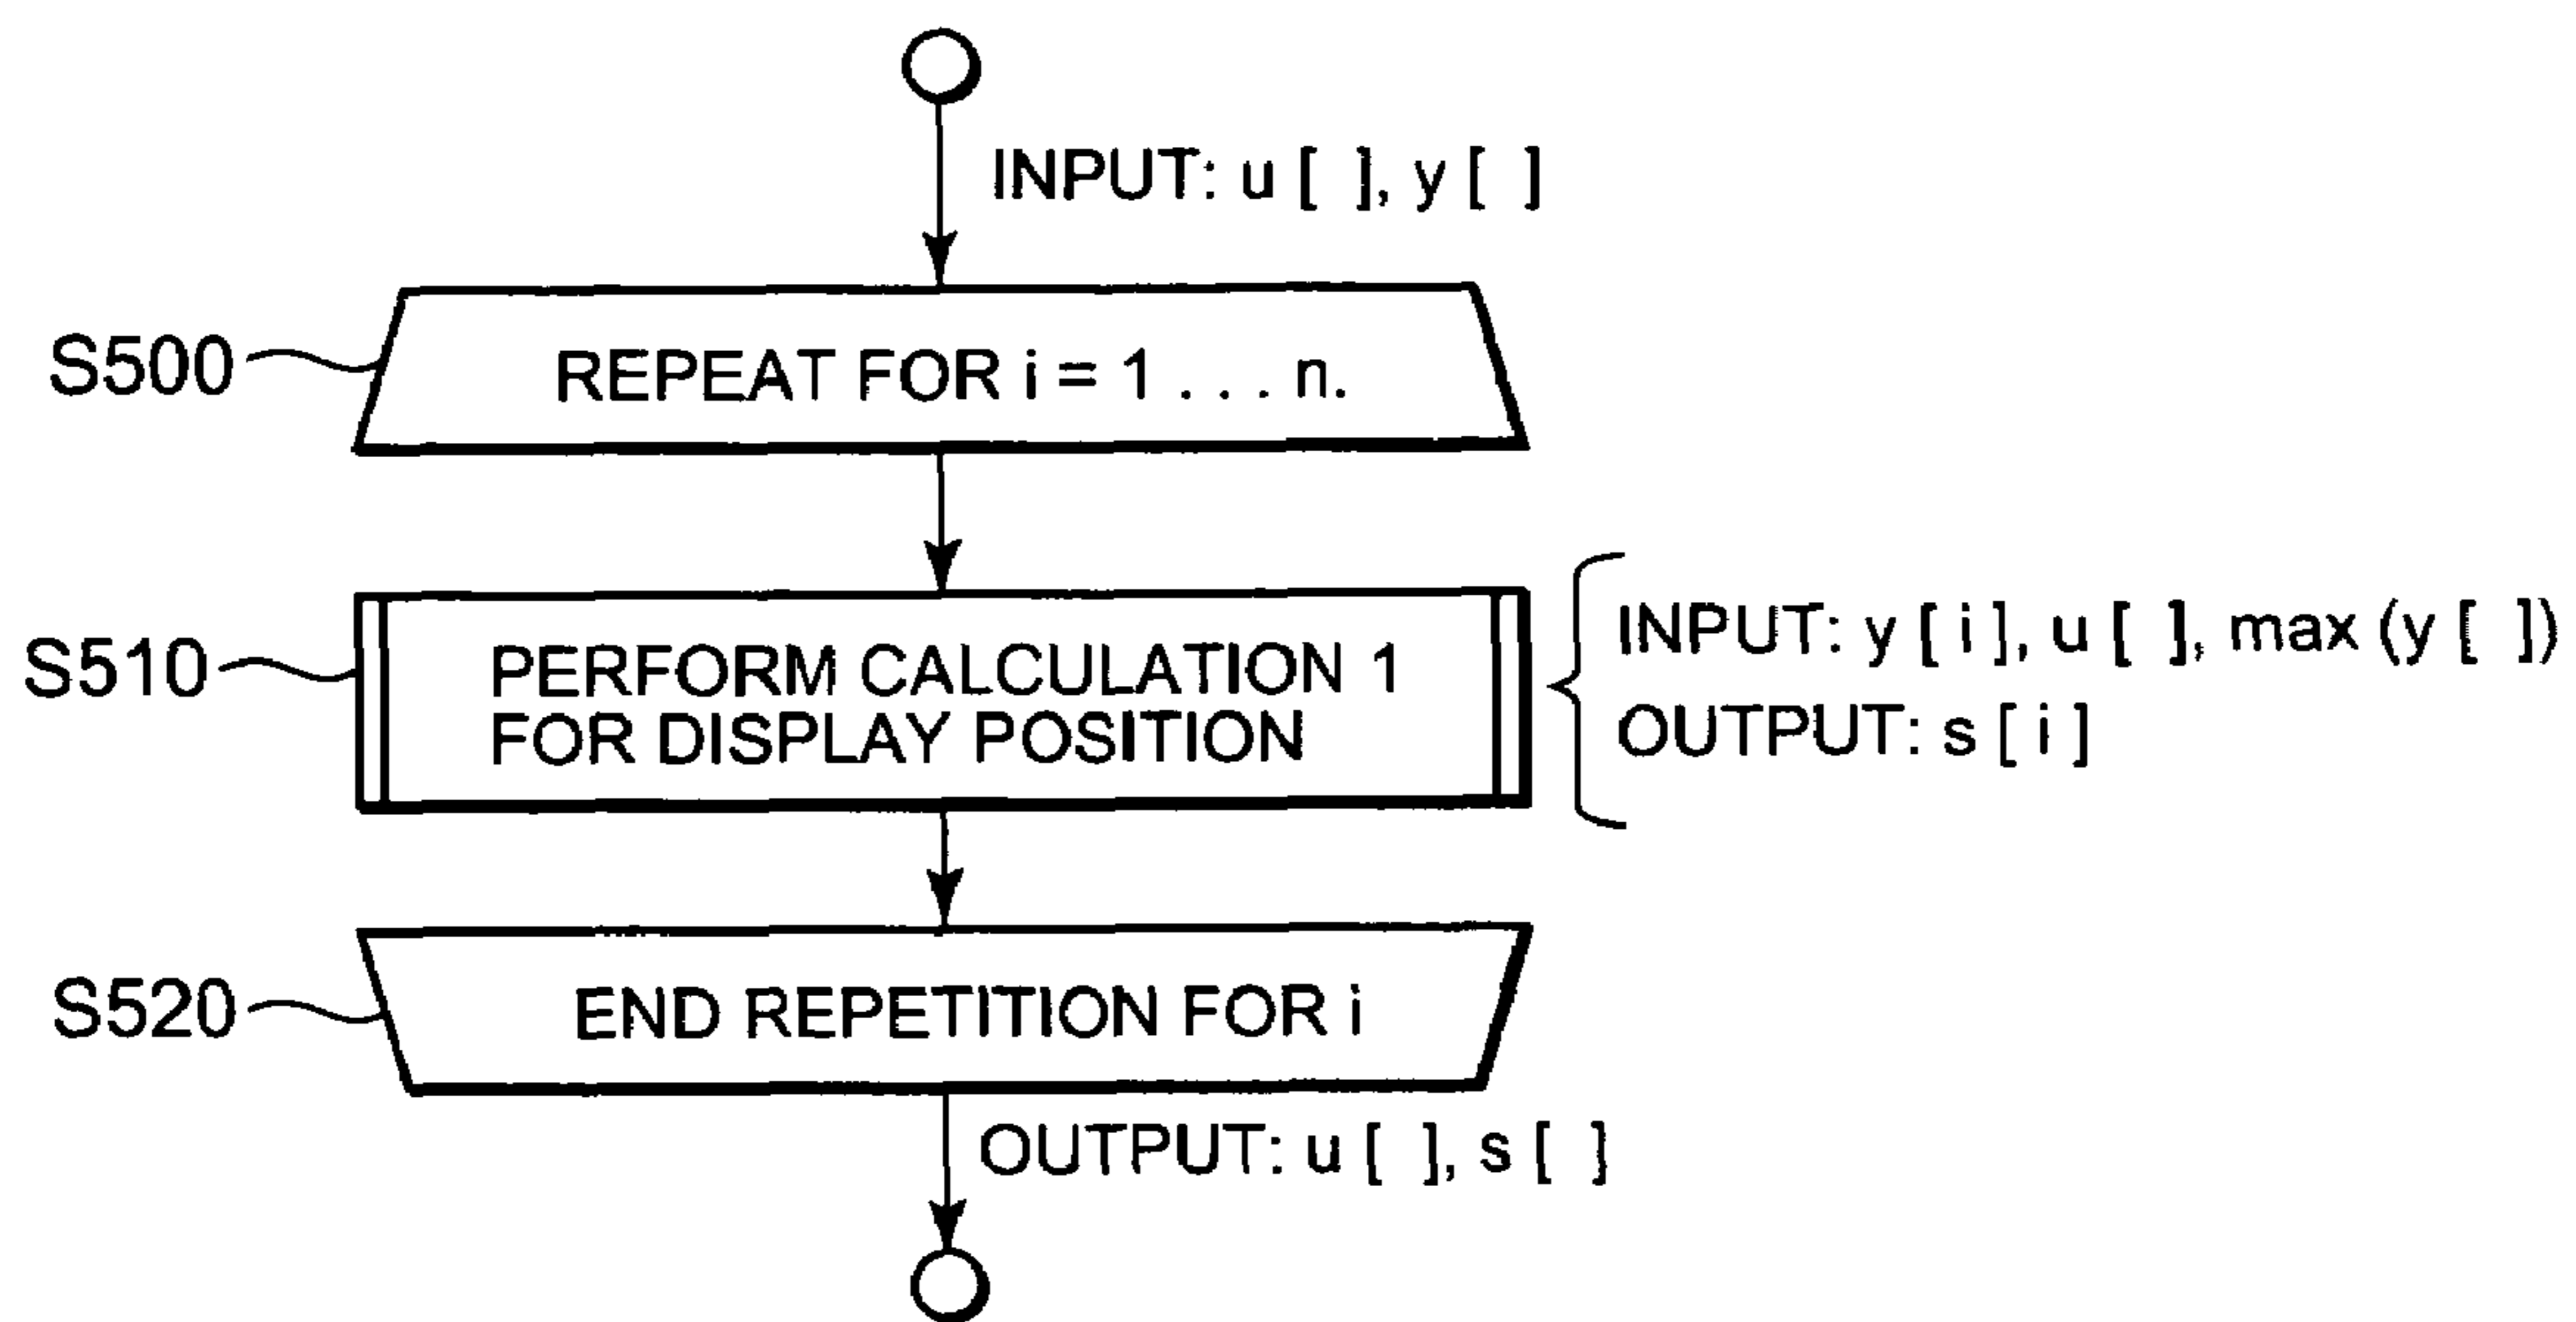 INPUT: u [  ], y [  ]
S500
REPEAT FOR i = 1 . . . n.
S510
PERFORM CALCULATION 1
FOR DISPLAY POSITION
INPUT: y [ i ], u [  ], max (y [  ])
OUTPUT: s [ i ]
S520
END REPETITION FOR i
OUTPUT: u [  ], s [  ]